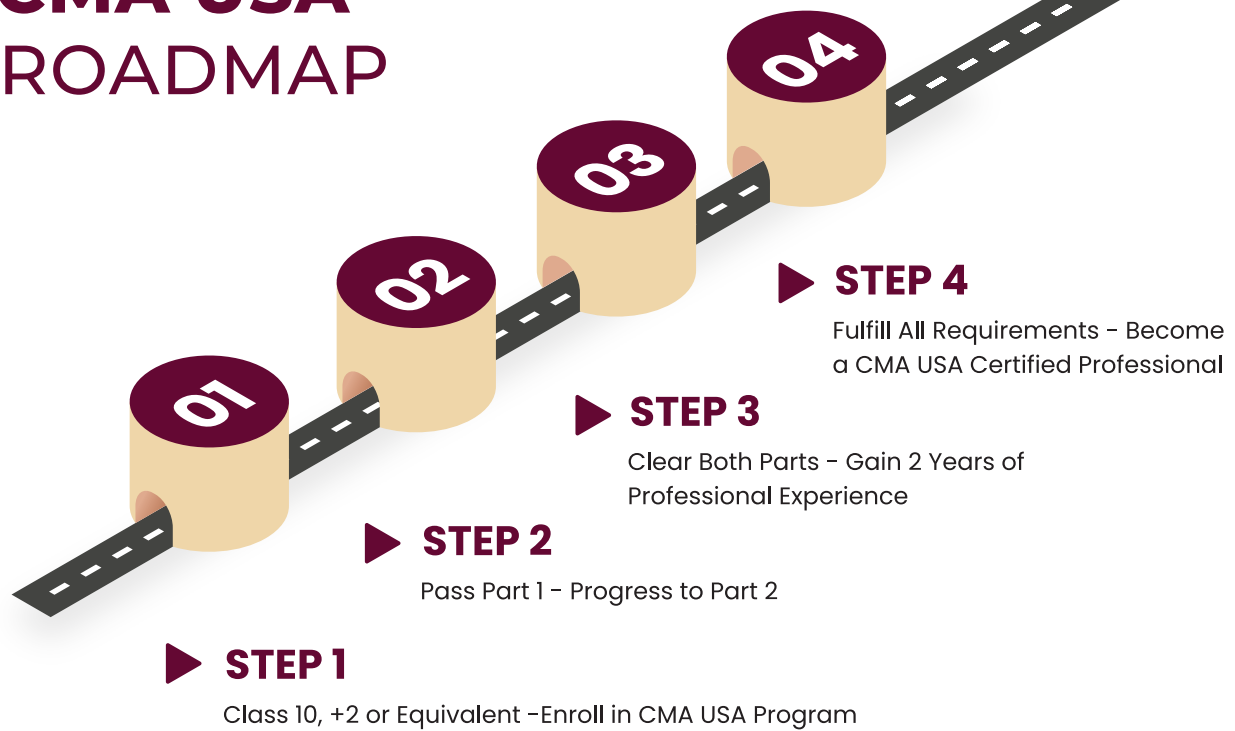 CMA USA
ROADMAP
04
03
02
01
STEP 4
Fulfill All Requirements - Become
a CMA USA Certified Professional
STEP 3
Clear Both Parts - Gain 2 Years of
Professional Experience
STEP 2
Pass Part 1 - Progress to Part 2
STEP 1
Class 10, +2 or Equivalent -Enroll in CMA USA Program